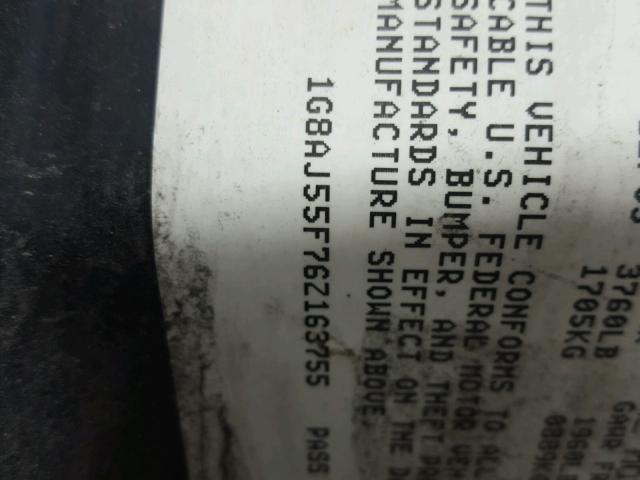 3760LB
1705KG
THIS VEHICLE CONFORMS TO ALL
CABLE U.S. FEDERAL MOTOR VEH
SAFETY, BUMPER, AND THEFT
STANDARDS IN EFFECT ON THE D
MANUFACTURE SHOWN ABOVE.
1G8AJ55F76Z163755 PASS